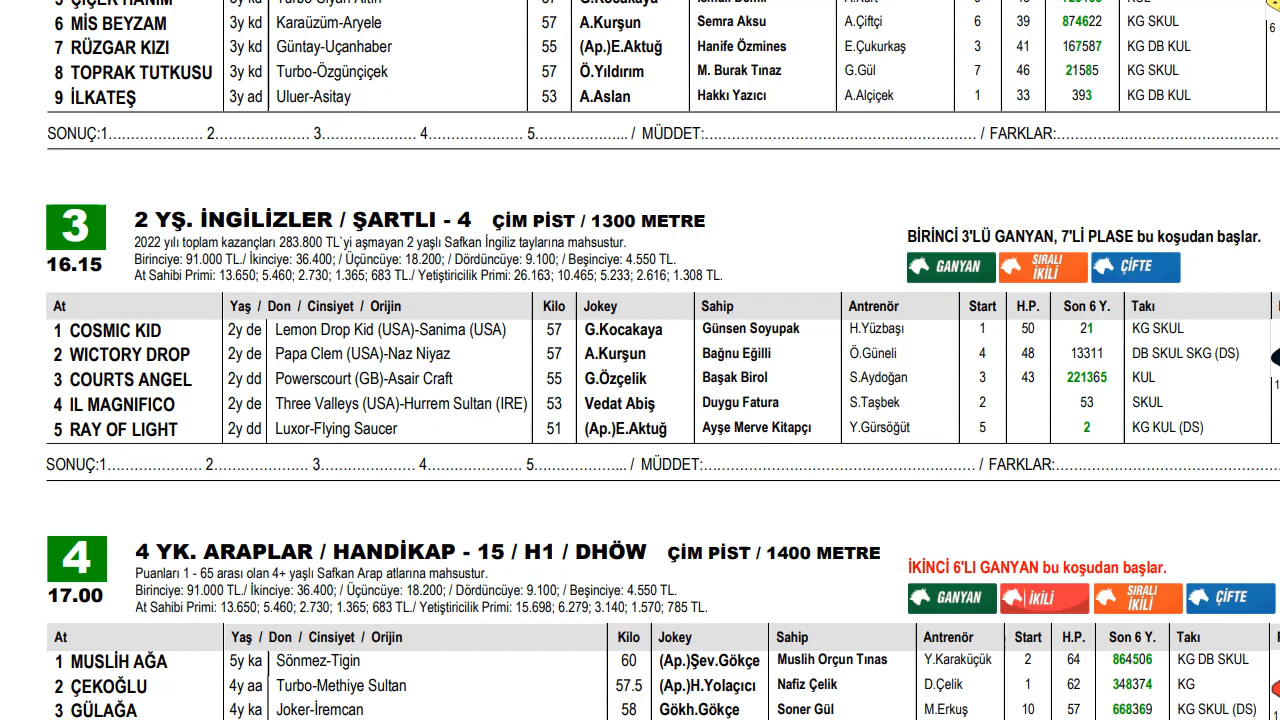 5 ÇİÇEK HANIM
6 MİS BEYZAM 3y kd Karaüzüm-Aryele 57 A.Kurşun Semra Aksu A.Çiftçi 6 39 874622 KG SKUL
7 RÜZGAR KIZI 3y kd Güntay-Uçanhaber 55 (Ap.)E.Aktuğ Hanife Özmines E.Çukurkaş 3 41 167587 KG DB KUL
8 TOPRAK TUTKUSU 3y kd Turbo-Özgünçiçek 57 Ö.Yıldırım M. Burak Tınaz G.Gül 7 46 21585 KG SKUL
9 İLKATEŞ 3y ad Uluer-Asitay 53 A.Aslan Hakkı Yazıcı A.Alçiçek 1 33 393 KG DB KUL
SONUÇ:1..................... 2..................... 3..................... 4..................... 5.................... / MÜDDET:............................................................ / FARKLAR:..................................................
3 2 YŞ. İNGİLİZLER / ŞARTLI - 4 ÇİM PİST / 1300 METRE
16.15
2022 yılı toplam kazançları 283.800 TL`yi aşmayan 2 yaşlı Safkan İngiliz taylarına mahsustur.
Birinciye: 91.000 TL./ İkinciye: 36.400; / Üçüncüye: 18.200; / Dördüncüye: 9.100; / Beşinciye: 4.550 TL.
At Sahibi Primi: 13.650; 5.460; 2.730; 1.365; 683 TL./ Yetiştiricilik Primi: 26.163; 10.465; 5.233; 2.616; 1.308 TL.
BİRİNCİ 3'LÜ GANYAN, 7'Lİ PLASE bu koşudan başlar.
GANYAN SIRALI İKİLİ ÇİFTE
At Yaş / Don / Cinsiyet / Orijin Kilo Jokey Sahip Antrenör Start H.P. Son 6 Y. Takı
1 COSMIC KID 2y de Lemon Drop Kid (USA)-Sanima (USA) 57 G.Kocakaya Günsen Soyupak H.Yüzbaşı 1 50 21 KG SKUL
2 WICTORY DROP 2y de Papa Clem (USA)-Naz Niyaz 57 A.Kurşun Bağnu Eğilli Ö.Güneli 4 48 13311 DB SKUL SKG (DS)
3 COURTS ANGEL 2y dd Powerscourt (GB)-Asair Craft 55 G.Özçelik Başak Birol S.Aydoğan 3 43 221365 KUL
4 IL MAGNIFICO 2y de Three Valleys (USA)-Hurrem Sultan (IRE) 53 Vedat Abiş Duygu Fatura S.Taşbek 2 53 SKUL
5 RAY OF LIGHT 2y dd Luxor-Flying Saucer 51 (Ap.)E.Aktuğ Ayşe Merve Kitapçı Y.Gürsöğüt 5 2 KG KUL (DS)
SONUÇ:1..................... 2..................... 3..................... 4..................... 5.................... / MÜDDET:............................................................ / FARKLAR:..................................................
4 4 YK. ARAPLAR / HANDİKAP - 15 / H1 / DHÖW ÇİM PİST / 1400 METRE
17.00
Puanları 1 - 65 arası olan 4+ yaşlı Safkan Arap atlarına mahsustur.
Birinciye: 91.000 TL./ İkinciye: 36.400; / Üçüncüye: 18.200; / Dördüncüye: 9.100; / Beşinciye: 4.550 TL.
At Sahibi Primi: 13.650; 5.460; 2.730; 1.365; 683 TL./ Yetiştiricilik Primi: 15.698; 6.279; 3.140; 1.570; 785 TL.
İKİNCİ 6'LI GANYAN bu koşudan başlar.
GANYAN İKİLİ SIRALI İKİLİ ÇİFTE
At Yaş / Don / Cinsiyet / Orijin Kilo Jokey Sahip Antrenör Start H.P. Son 6 Y. Takı
1 MUSLİH AĞA 5y ka Sönmez-Tigin 60 (Ap.)Şev.Gökçe Muslih Orçun Tınas Y.Karaküçük 2 64 864506 KG DB SKUL
2 ÇEKOĞLU 4y aa Turbo-Methiye Sultan 57.5 (Ap.)H.Yolaçıcı Nafiz Çelik D.Çelik 1 62 348374 KG
3 GÜLAĞA 4y ka Joker-İremcan 58 Gökh.Gökçe Soner Gül M.Erkuş 10 57 668369 KG SKUL (DS)